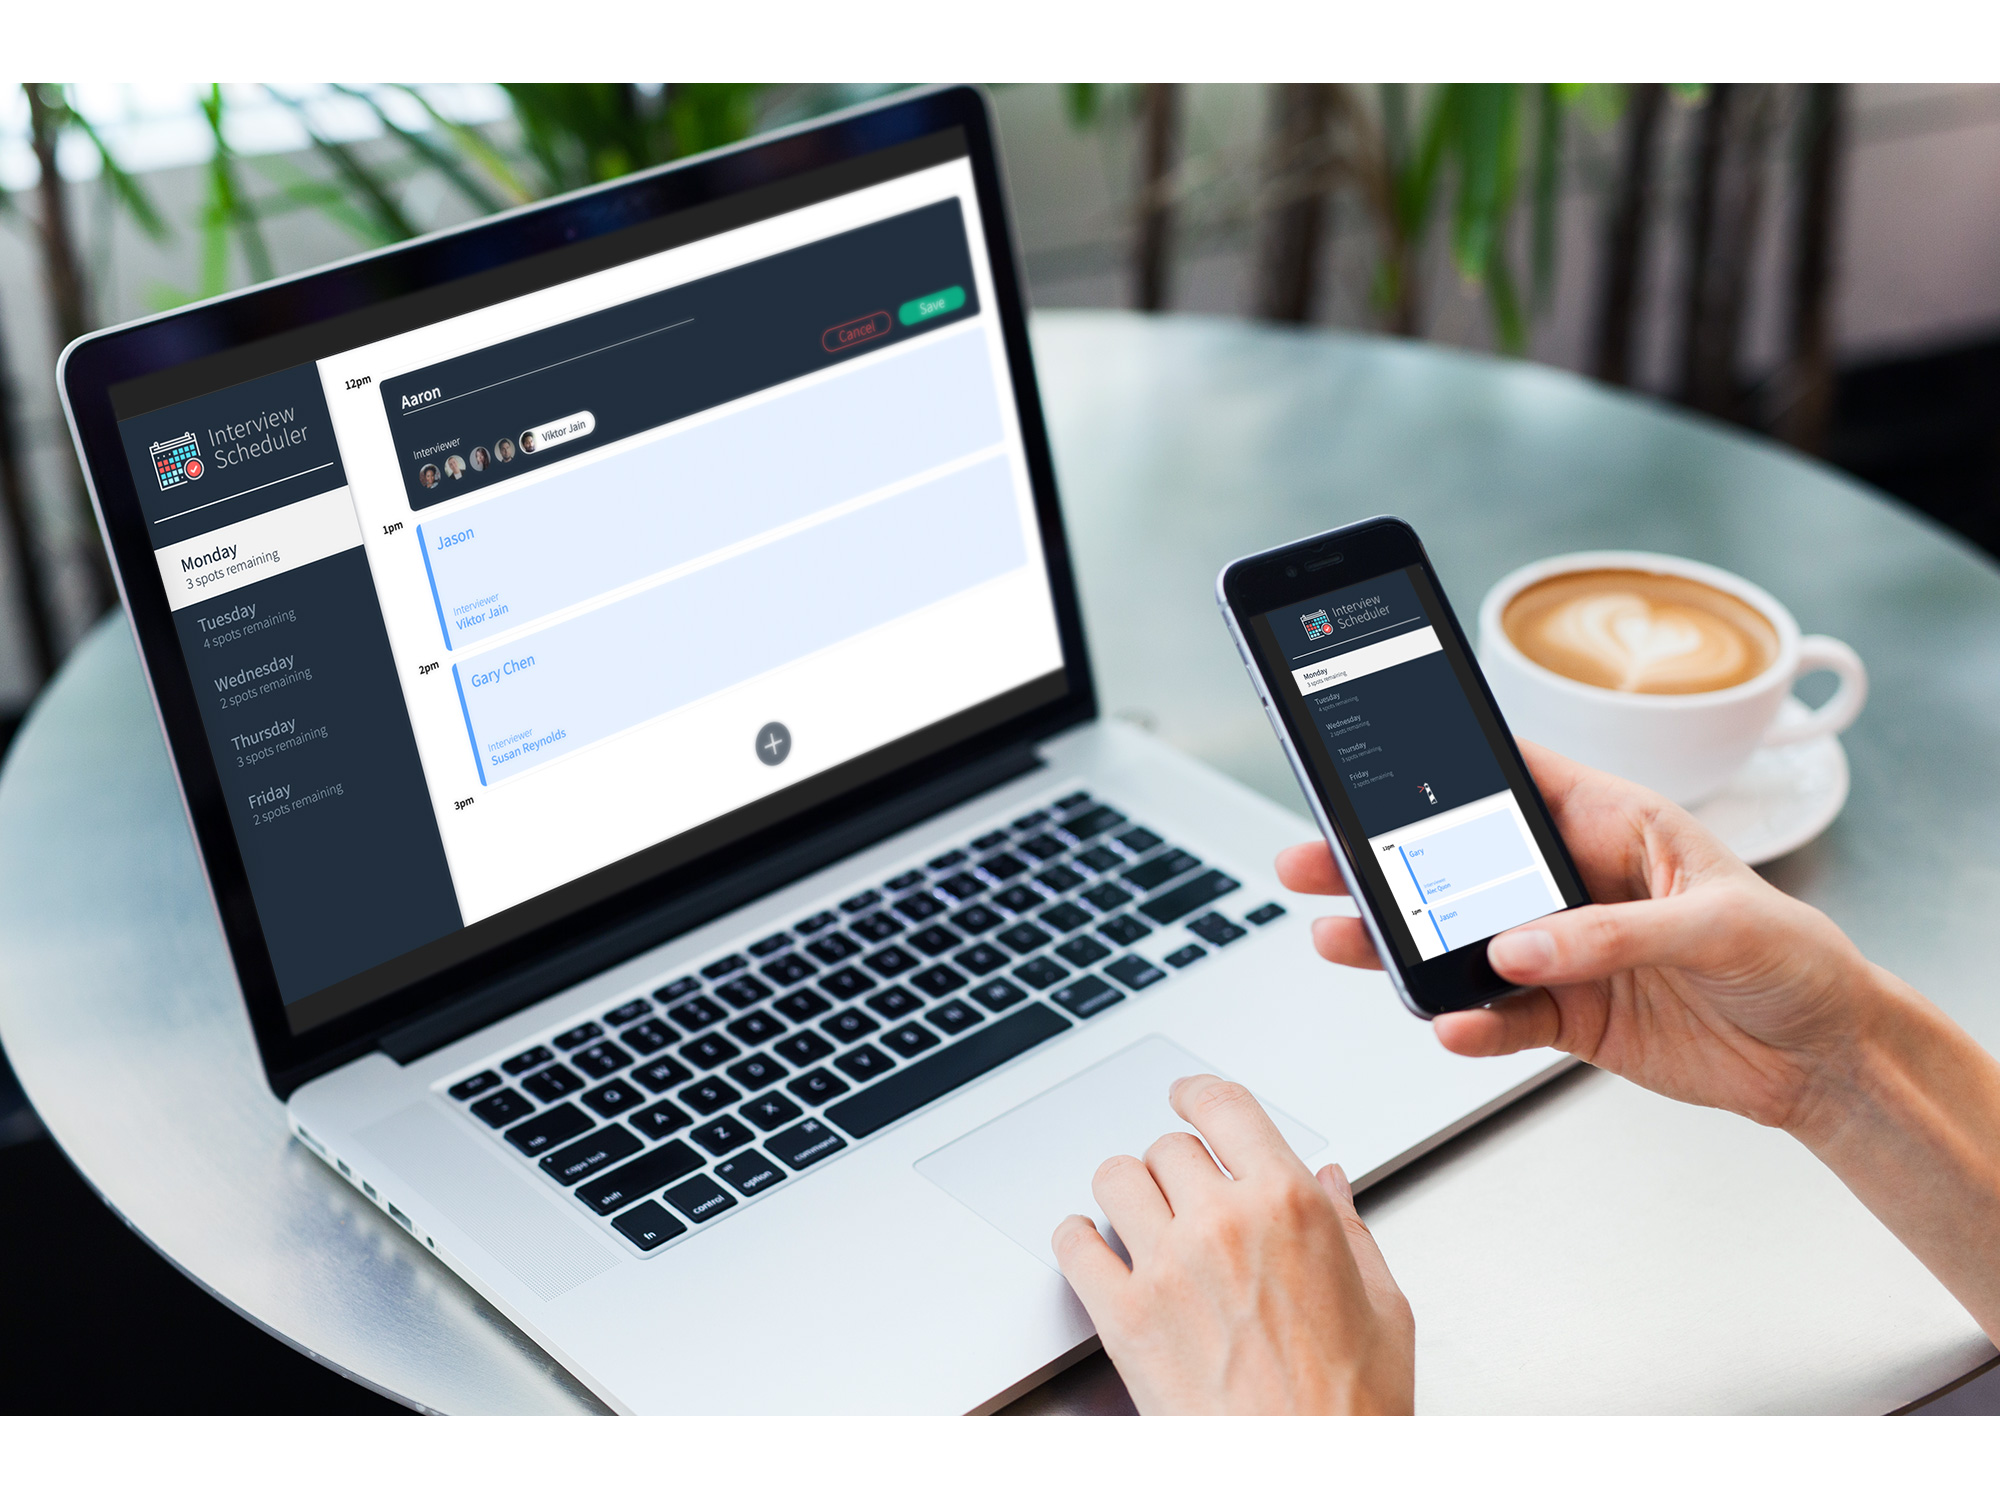 Interview
Scheduler
Monday
3 spots remaining
Tuesday
4 spots remaining
Wednesday
2 spots remaining
Thursday
3 spots remaining
Friday
2 spots remaining
12pm
Aaron
Interviewer
Viktor Jain
Cancel
Save
1pm
Jason
Interviewer
Viktor Jain
2pm
Gary Chen
Interviewer
Susan Reynolds
3pm
Interview
Scheduler
Monday
3 spots remaining
Tuesday
4 spots remaining
Wednesday
2 spots remaining
Thursday
3 spots remaining
Friday
2 spots remaining
12pm
Gary
Interviewer
Alec Quon
1pm
Jason
Q W E
tab
A S D
caps lock
Z X C V
shift
fn
control
alt
option
⌘
command